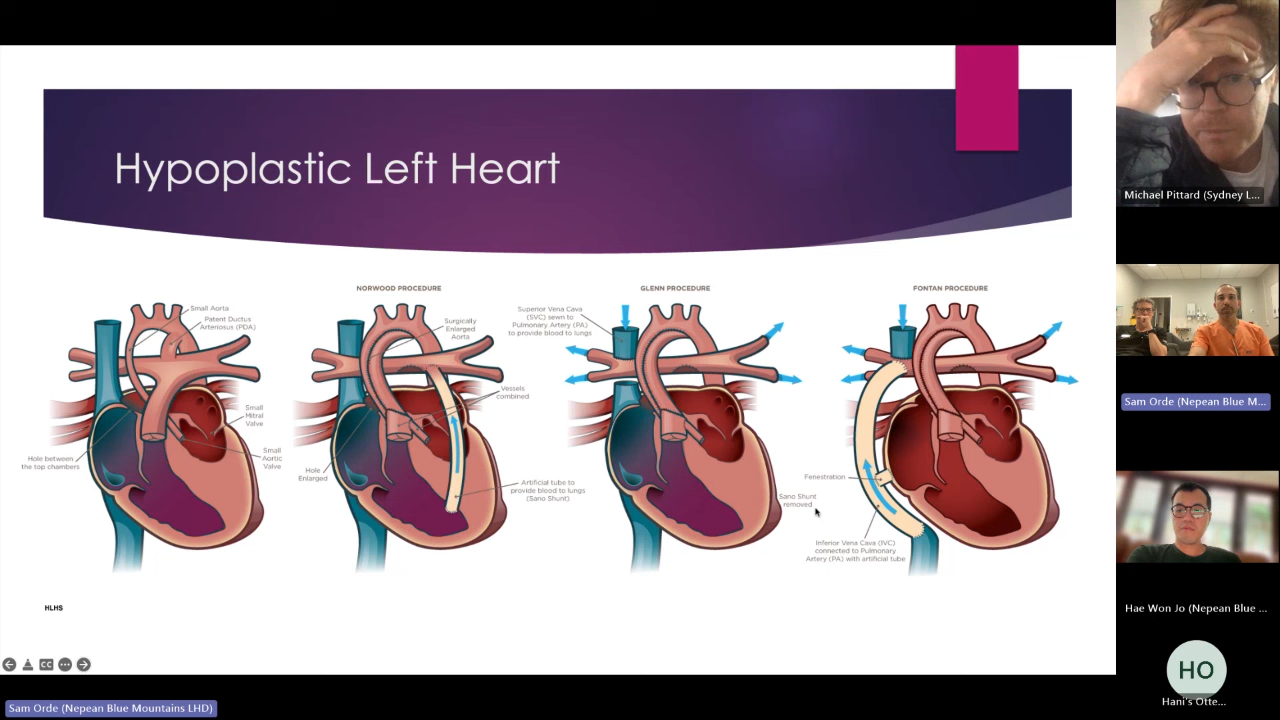 Hypoplastic Left Heart
NORWOOD PROCEDURE
GLENN PROCEDURE
FONTAN PROCEDURE
Small Aorta
Patent Ductus
Arteriosus (PDA)
Small
Mitral
Valve
Small
Aortic
Valve
Hole between
the top chambers
Surgically
Enlarged
Aorta
Vessels
combined
Hole
Enlarged
Artificial tube to
provide blood to lungs
(Sano Shunt)
Superior Vena Cava
(SVC) sewn to
Pulmonary Artery (PA)
to provide blood to lungs
Sano Shunt
removed
Fenestration
Inferior Vena Cava (IVC)
connected to Pulmonary
Artery (PA) with artificial tube
HLHS
CC
Sam Orde (Nepean Blue Mountains LHD)
Michael Pittard (Sydney L...
Sam Orde (Nepean Blue M...
Hae Won Jo (Nepean Blue ...
HO
Hani's Otte...